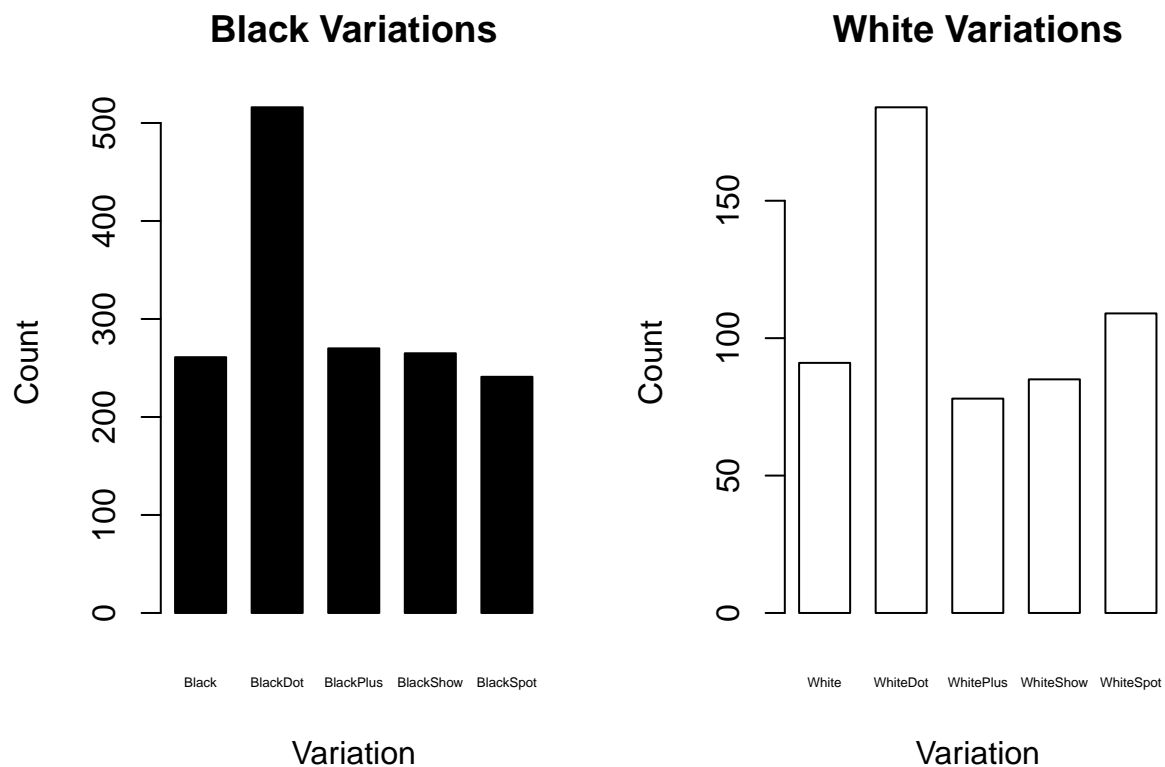 Black Variations
Count
500
400
300
200
100
0
Black BlackDot BlackPlus BlackShow BlackSpot
Variation
White Variations
Count
150
100
50
0
White WhiteDot WhitePlus WhiteShow WhiteSpot
Variation